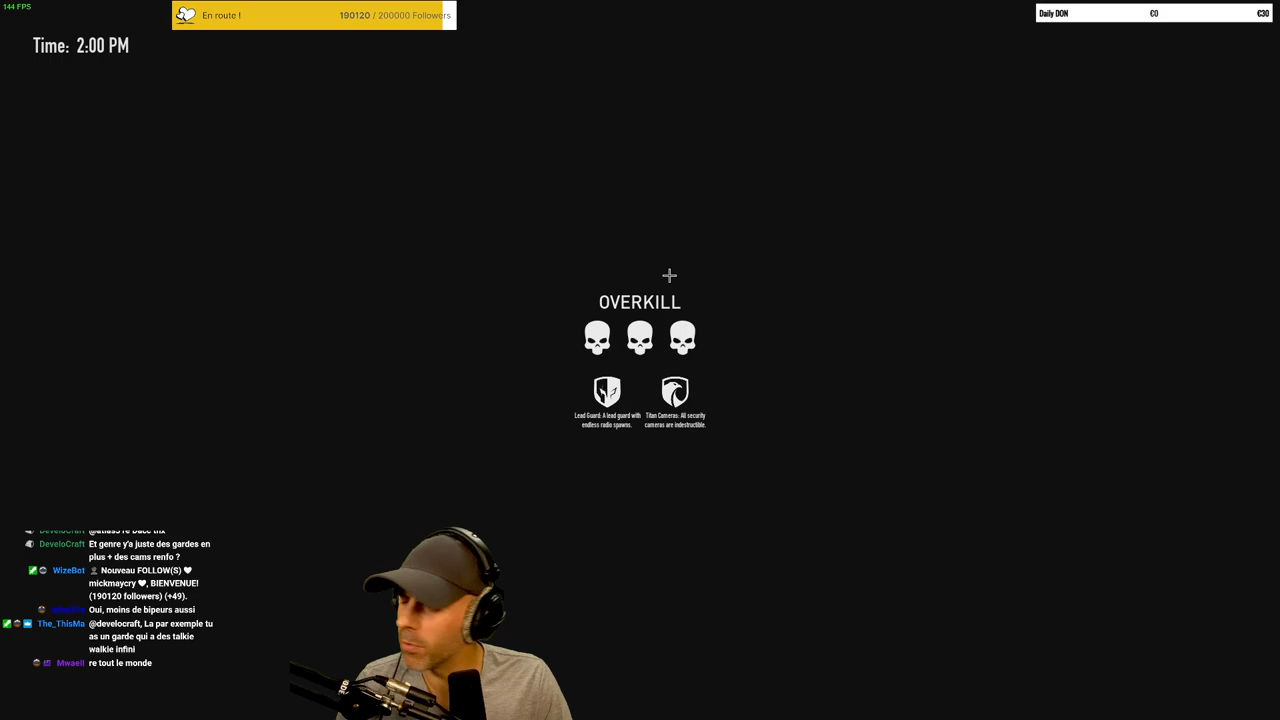 144 FPS
En route !
190120 / 200000 Followers
Daily DON
€0
€30
Time: 2:00 PM
OVERKILL
Lead Guard: A lead guard with
endless radio spawns.
Titan Cameras: All security
cameras are indestructible.
DeveloCraft
DeveloCraft Et genre y'a juste des gardes en
plus + des cams renfo ?
WizeBot Nouveau FOLLOW(S)
mickmaycry, BIENVENUE!
(190120 followers) (+49).
Oui, moins de bipeurs aussi
The_ThisMa @develocraft, La par exemple tu
as un garde qui a des talkie
walkie infini
Mwaell re tout le monde